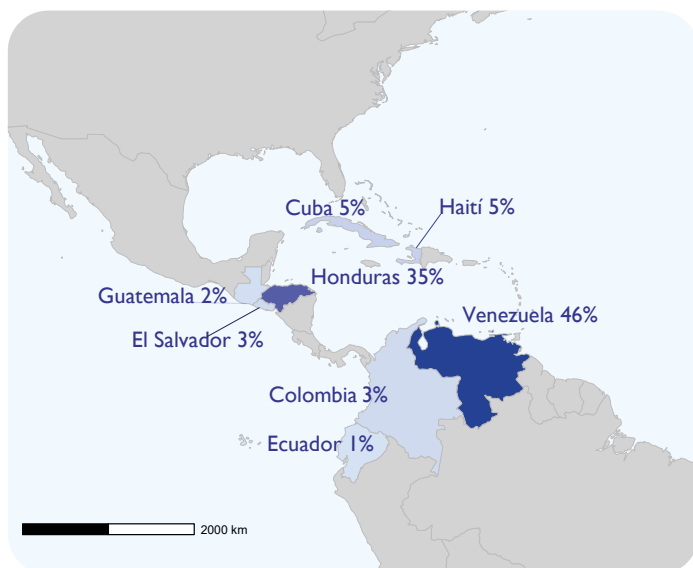 Cuba 5%
Haití 5%
Honduras 35%
Guatemala 2%
Venezuela 46%
El Salvador 3%
Colombia 3%
Ecuador 1%
2000 km